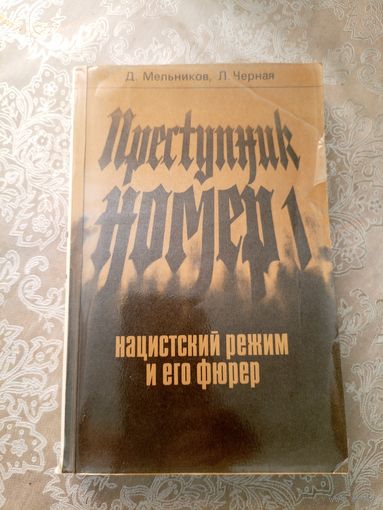 Д. Мельников, Л. Черная
Преступник
номер 1
нацистский режим
и его фюрер